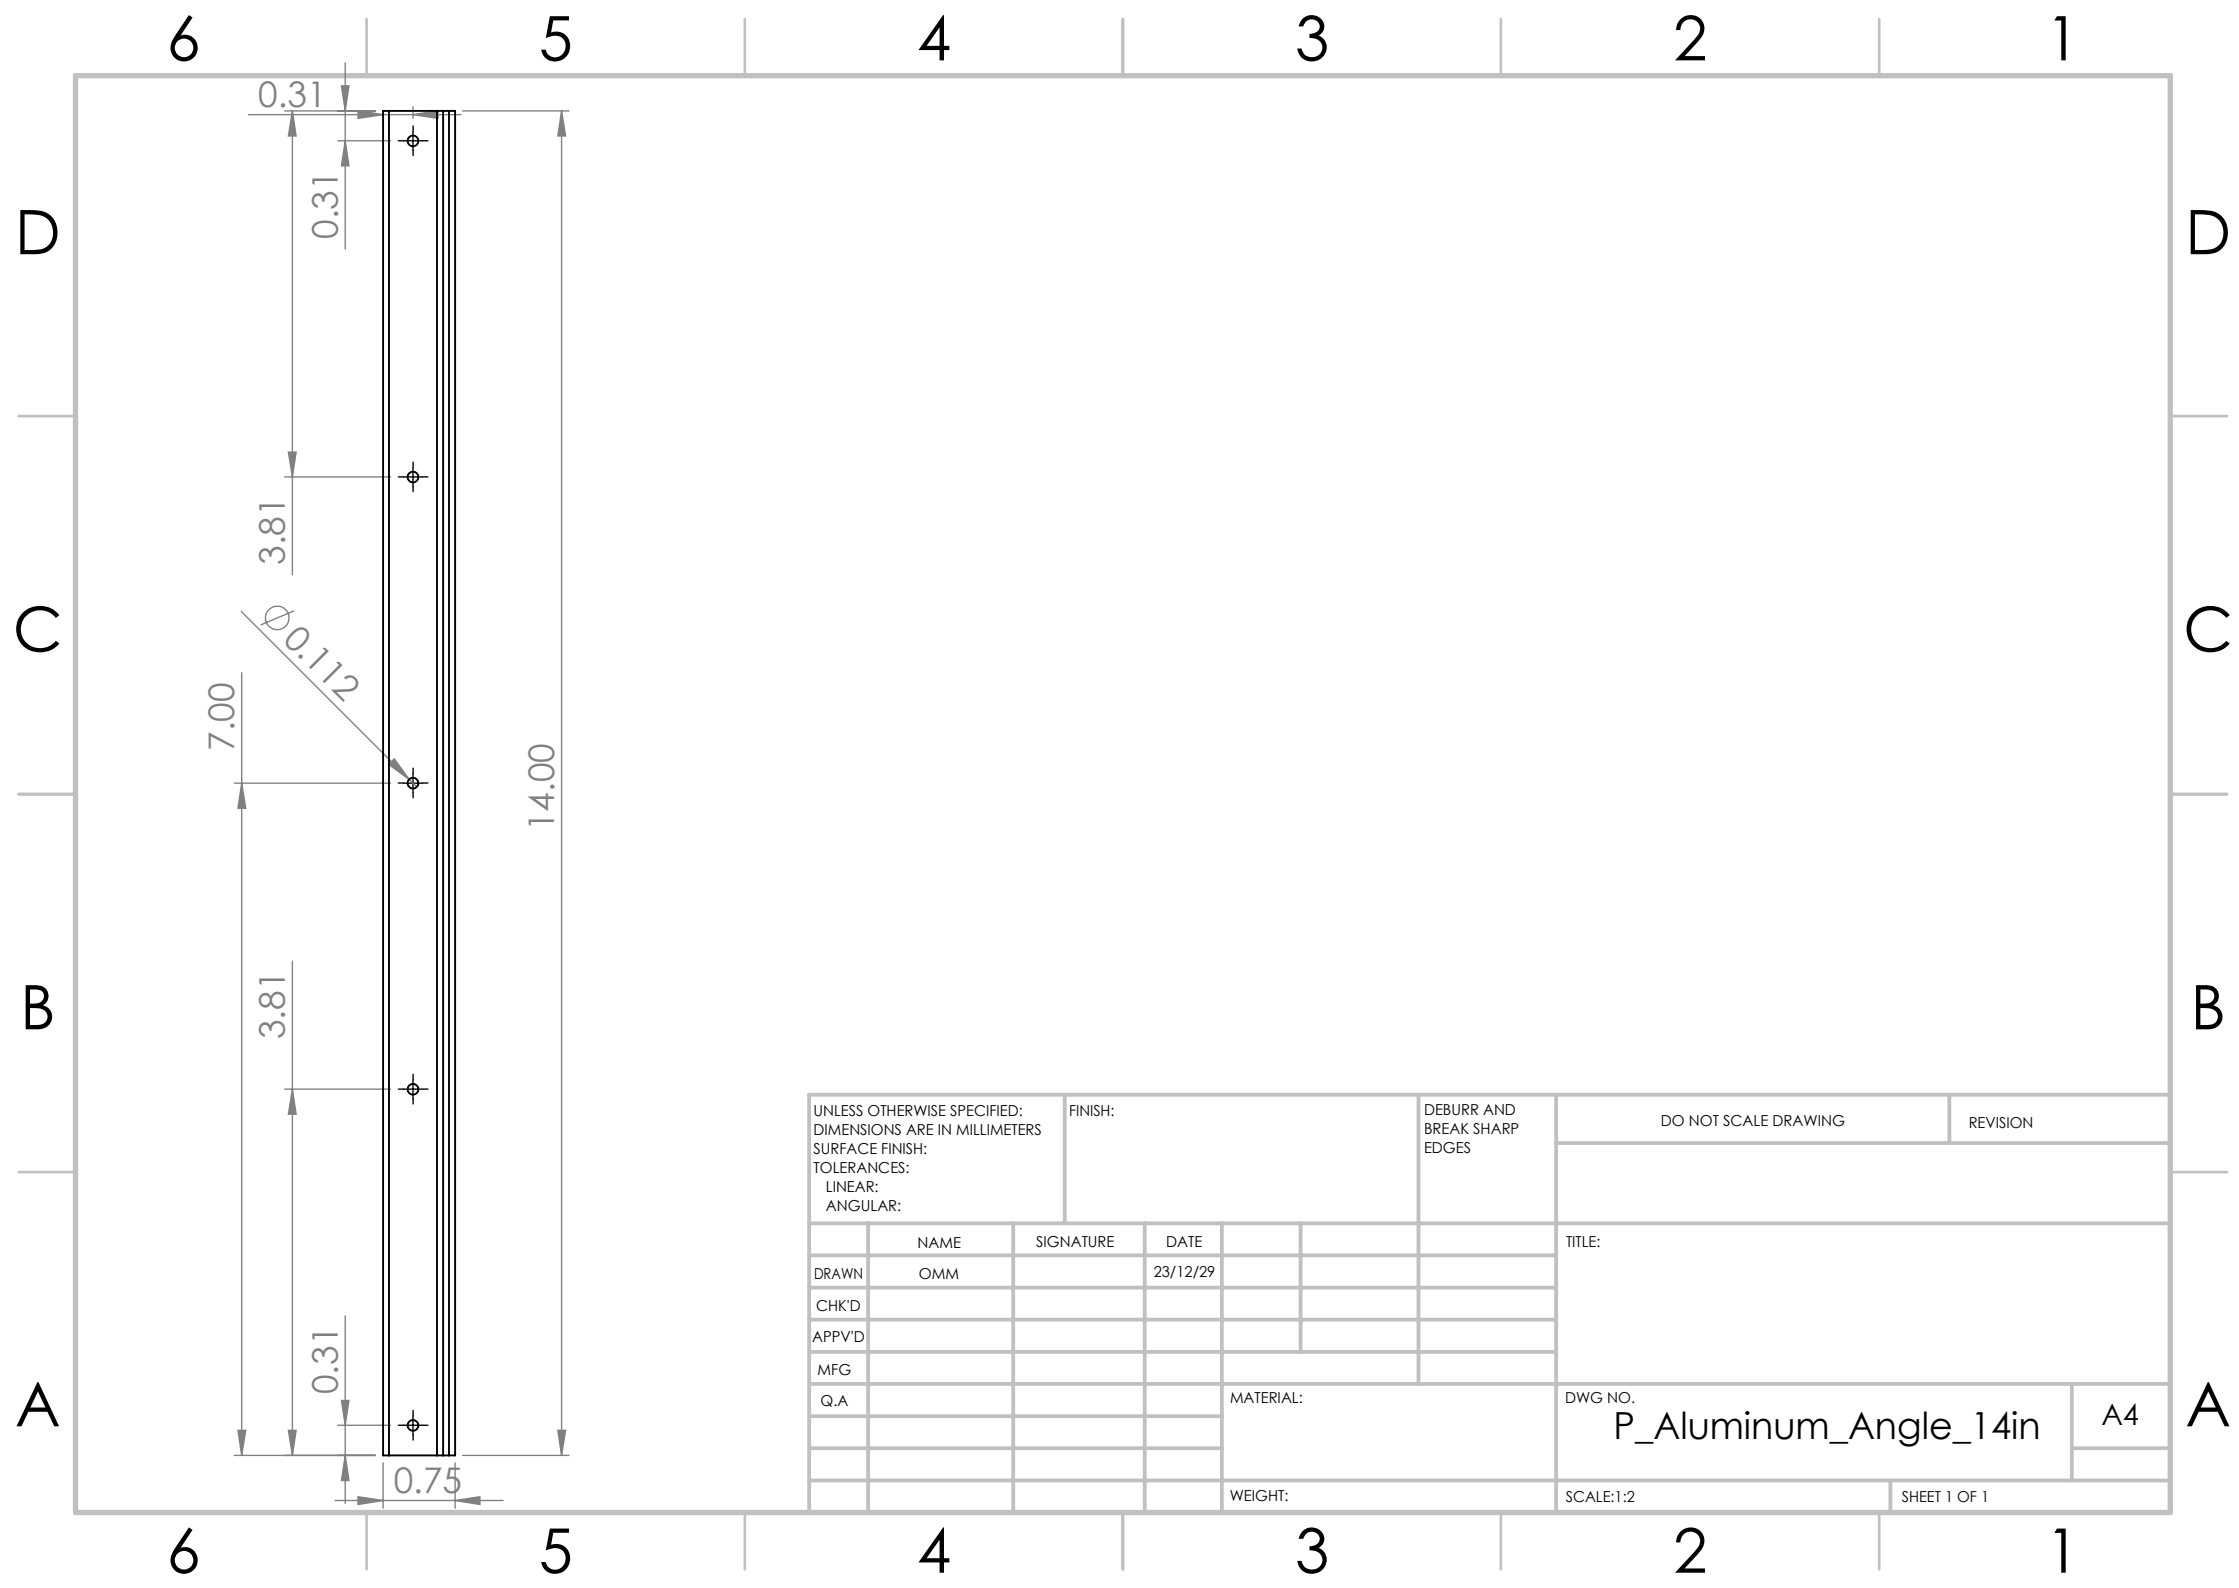 6 5 4 3 2 1
0.31
0.31
D D
3.81
C C
⌀0.112
7.00
14.00
3.81
B B
0.31
A A
0.75
UNLESS OTHERWISE SPECIFIED:
DIMENSIONS ARE IN MILLIMETERS
SURFACE FINISH:
TOLERANCES:
LINEAR:
ANGULAR:
FINISH:
DEBURR AND
BREAK SHARP
EDGES
DO NOT SCALE DRAWING
REVISION
NAME SIGNATURE DATE
TITLE:
DRAWN OMM 23/12/29
CHK'D
APPV'D
MFG
Q.A
MATERIAL:
DWG NO.
P_Aluminum_Angle_14in
A4
WEIGHT:
SCALE:1:2
SHEET 1 OF 1
6 5 4 3 2 1